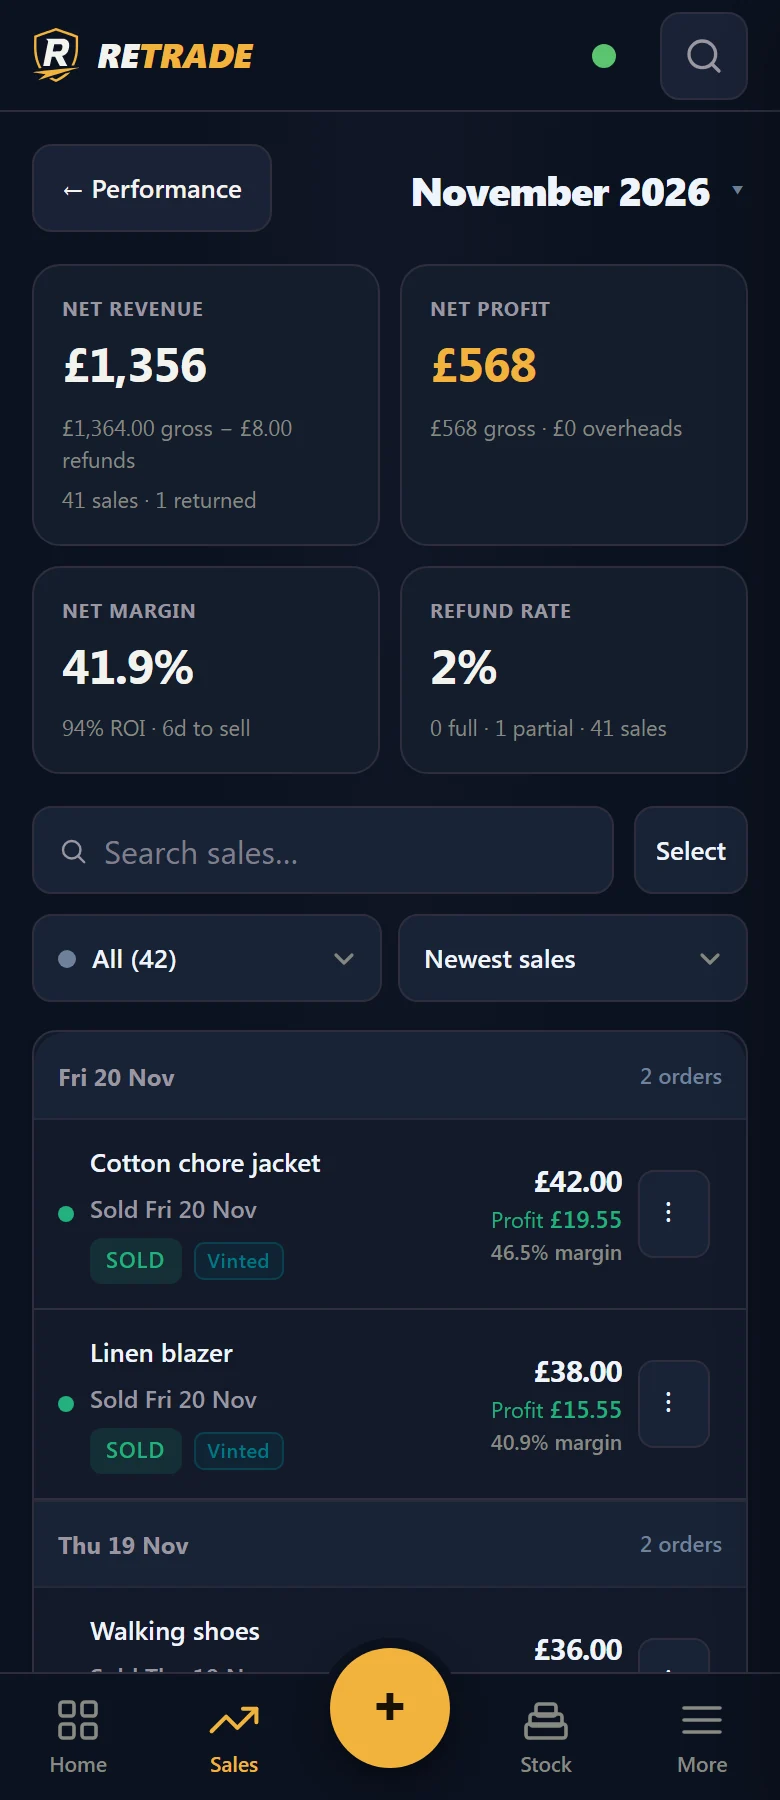 R RETRADE
← Performance
November 2026 ▼
NET REVENUE
£1,356
£1,364.00 gross – £8.00
refunds
41 sales · 1 returned
NET PROFIT
£568
£568 gross · £0 overheads
NET MARGIN
41.9%
94% ROI · 6d to sell
REFUND RATE
2%
0 full · 1 partial · 41 sales
Search sales...
Select
All (42)
Newest sales
Fri 20 Nov
2 orders
Cotton chore jacket
Sold Fri 20 Nov
SOLD Vinted
£42.00
Profit £19.55
46.5% margin
Linen blazer
Sold Fri 20 Nov
SOLD Vinted
£38.00
Profit £15.55
40.9% margin
Thu 19 Nov
2 orders
Walking shoes
£36.00
+
Home
Sales
Stock
More